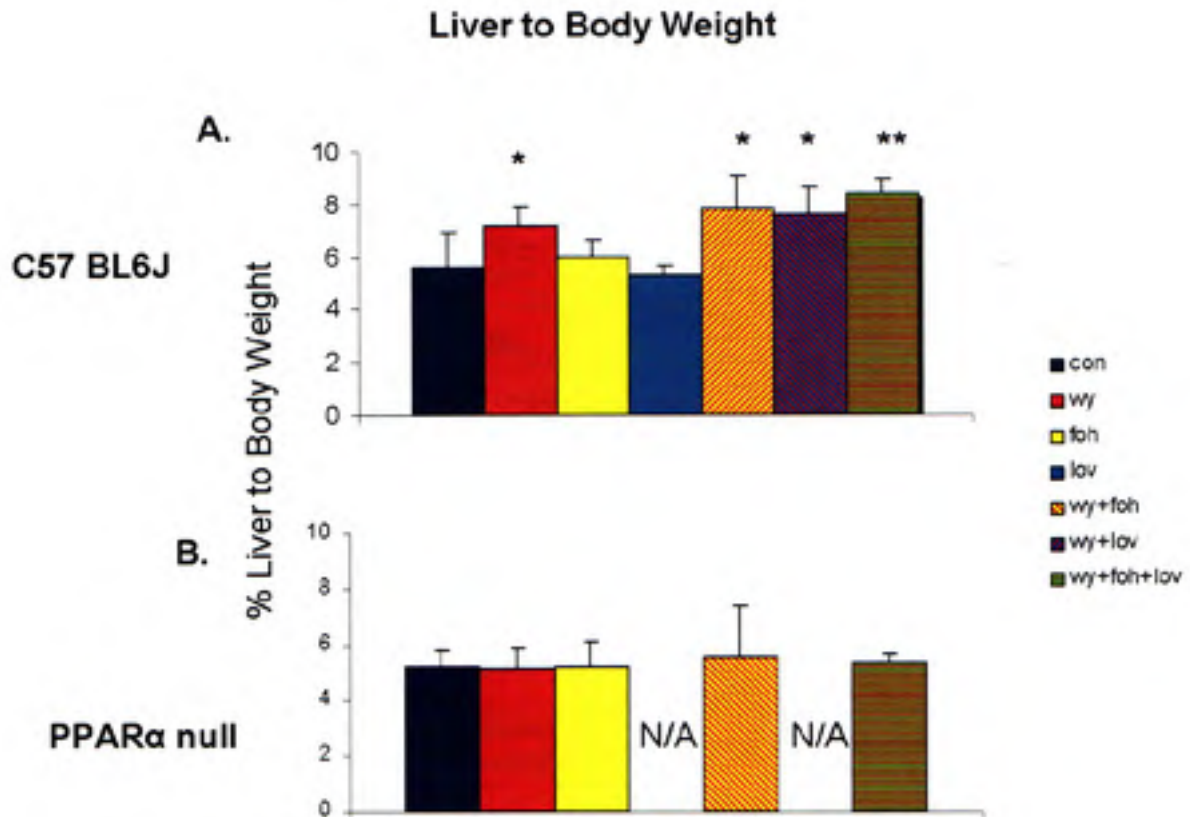 Liver to Body Weight
A.
C57 BL6J
% Liver to Body Weight
10
8
6
4
2
0
*
*
*
**
con
wy
foh
lov
wy+foh
wy+lov
wy+foh+lov
B.
PPARα null
10
8
6
4
2
0
N/A
N/A